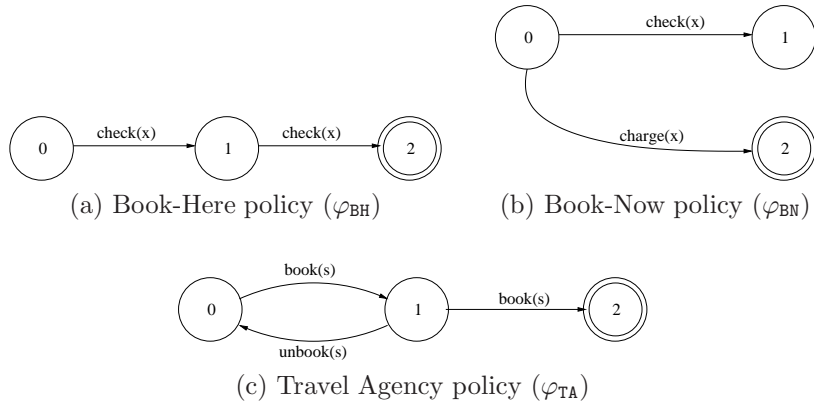 0
check(x)
1
check(x)
2
(a) Book-Here policy (φBH)
0
check(x)
1
charge(x)
2
(b) Book-Now policy (φBN)
0
book(s)
unbook(s)
1
book(s)
2
(c) Travel Agency policy (φTA)